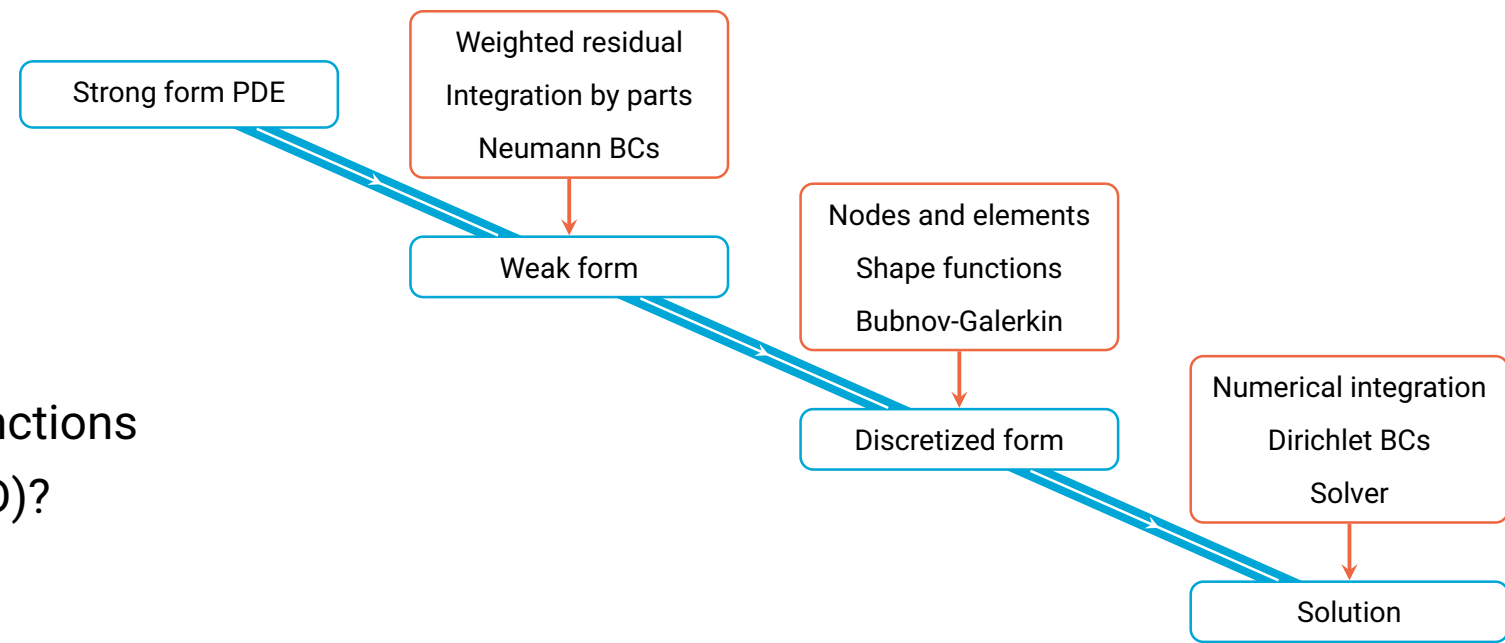 Strong form PDE
Weighted residual
Integration by parts
Neumann BCs
Weak form
Nodes and elements
Shape functions
Bubnov-Galerkin
Discretized form
Numerical integration
Dirichlet BCs
Solver
Solution
nctions
)?